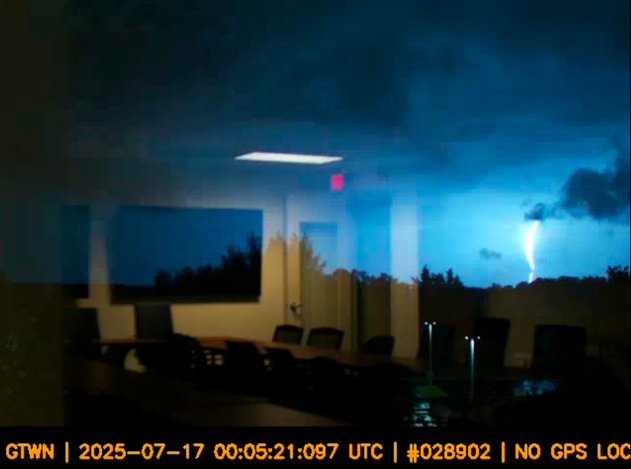 GTWN | 2025-07-17 00:05:21:097 UTC | #028902 | NO GPS LOC